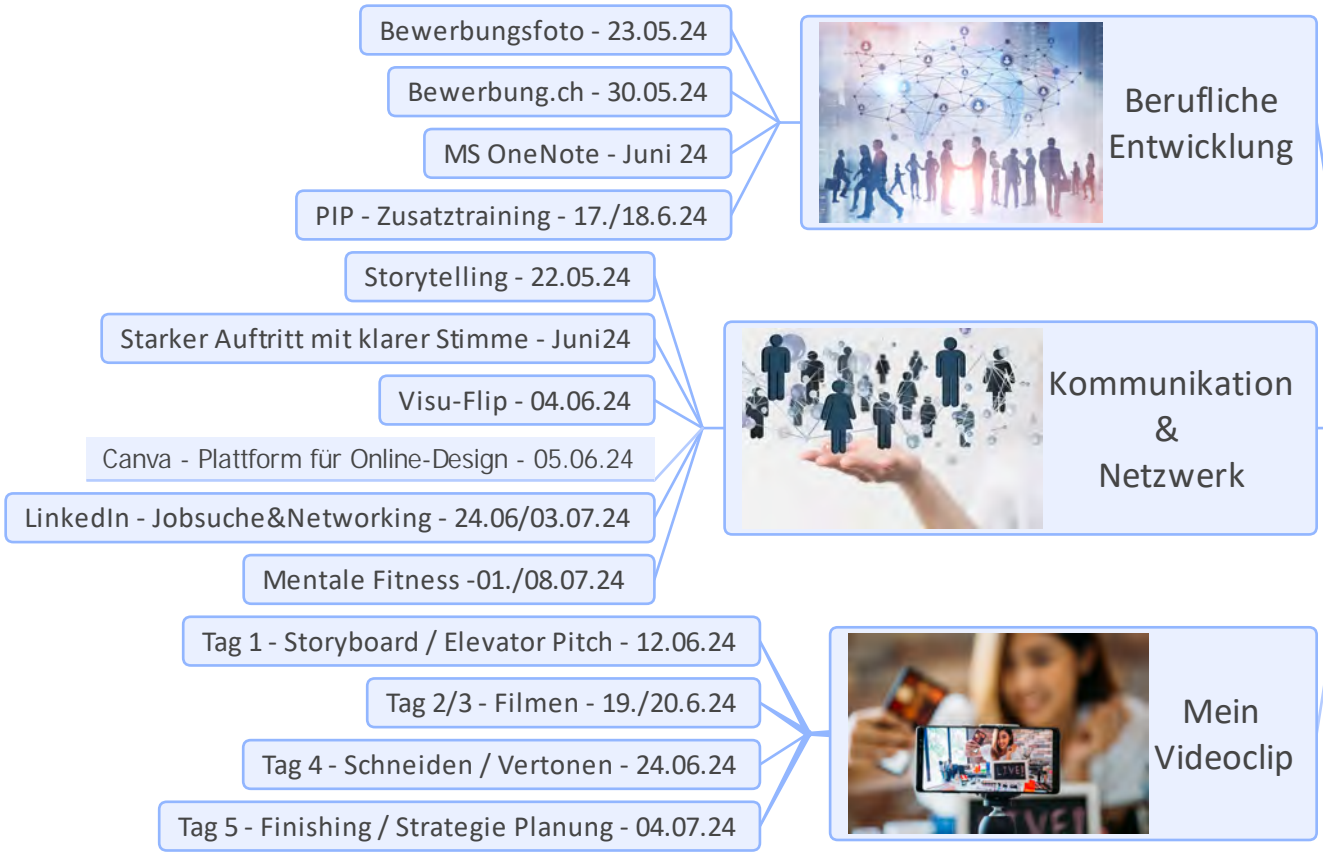 Bewerbungsfoto - 23.05.24
Bewerbung.ch - 30.05.24
MS OneNote - Juni 24
PIP - Zusatztraining - 17./18.6.24
Berufliche
Entwicklung
Storytelling - 22.05.24
Starker Auftritt mit klarer Stimme - Juni24
Visu-Flip - 04.06.24
Canva - Plattform für Online-Design - 05.06.24
LinkedIn - Jobsuche&Networking - 24.06/03.07.24
Mentale Fitness -01./08.07.24
Kommunikation
&
Netzwerk
Tag 1 - Storyboard / Elevator Pitch - 12.06.24
Tag 2/3 - Filmen - 19./20.6.24
Tag 4 - Schneiden / Vertonen - 24.06.24
Tag 5 - Finishing / Strategie Planung - 04.07.24
LIVE!
Mein
Videoclip